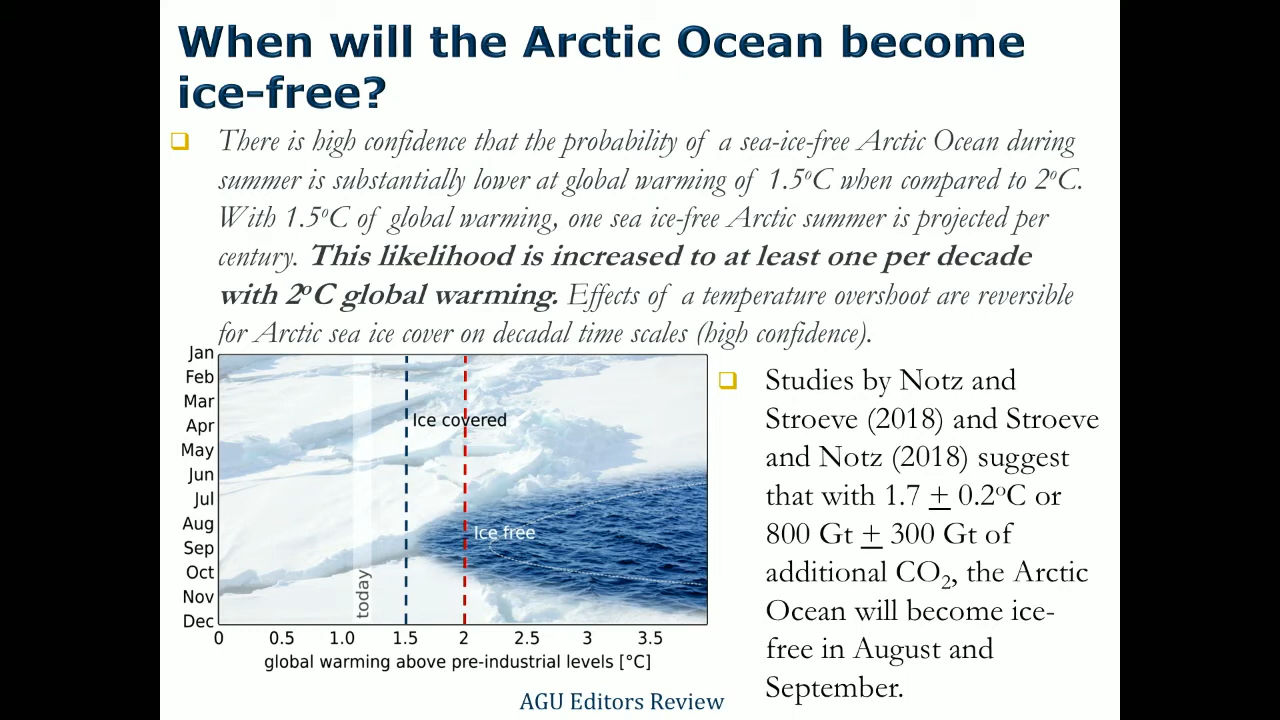 When will the Arctic Ocean become
ice-free?
There is high confidence that the probability of a sea-ice-free Arctic Ocean during
summer is substantially lower at global warming of 1.5°C when compared to 2°C.
With 1.5°C of global warming, one sea ice-free Arctic summer is projected per
century. This likelihood is increased to at least one per decade
with 2°C global warming. Effects of a temperature overshoot are reversible
for Arctic sea ice cover on decadal time scales (high confidence).
Jan
Feb
Mar
Apr
May
Jun
Jul
Aug
Sep
Oct
Nov
Dec
Ice covered
Ice free
today
0 0.5 1.0 1.5 2 2.5 3 3.5
global warming above pre-industrial levels [°C]
Studies by Notz and
Stroeve (2018) and Stroeve
and Notz (2018) suggest
that with 1.7 ± 0.2°C or
800 Gt ± 300 Gt of
additional CO₂, the Arctic
Ocean will become ice-
free in August and
September.
AGU Editors Review